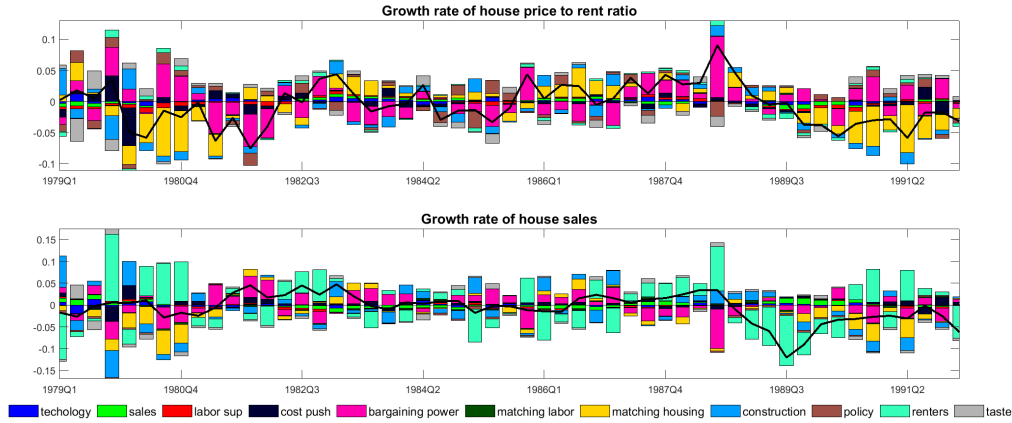 Growth rate of house price to rent ratio
0.1
0.05
0
-0.05
-0.1
1979Q1 1980Q4 1982Q3 1984Q2 1986Q1 1987Q4 1989Q3 1991Q2
Growth rate of house sales
0.15
0.1
0.05
0
-0.05
-0.1
-0.15
1979Q1 1980Q4 1982Q3 1984Q2 1986Q1 1987Q4 1989Q3 1991Q2
techology sales labor sup cost push bargaining power matching labor matching housing construction policy renters taste